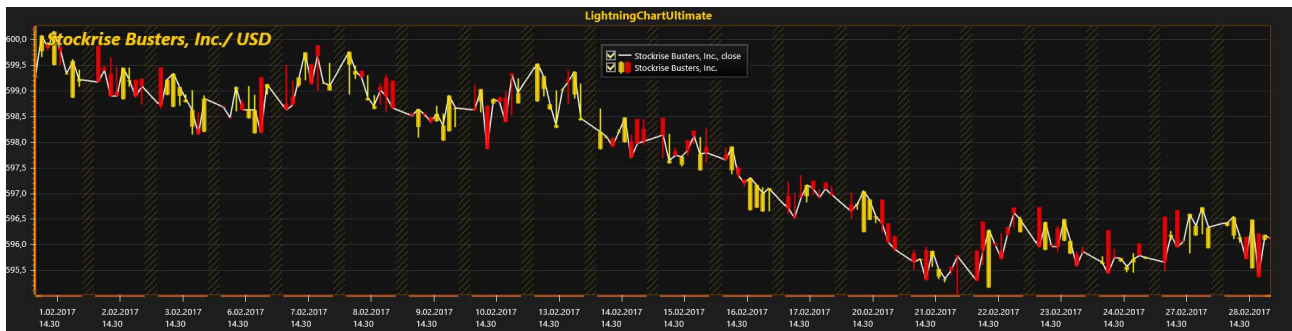 LightningChartUltimate
Stockrise Busters, Inc./ USD
Stockrise Busters, Inc., close
Stockrise Busters, Inc.
600,0
599,5
599,0
598,5
598,0
597,5
597,0
596,5
596,0
595,5
1.02.2017 2.02.2017 3.02.2017 6.02.2017 7.02.2017 8.02.2017 9.02.2017 10.02.2017 13.02.2017 14.02.2017 15.02.2017 16.02.2017 17.02.2017 20.02.2017 21.02.2017 22.02.2017 23.02.2017 24.02.2017 27.02.2017 28.02.2017
14.30 14.30 14.30 14.30 14.30 14.30 14.30 14.30 14.30 14.30 14.30 14.30 14.30 14.30 14.30 14.30 14.30 14.30 14.30 14.30